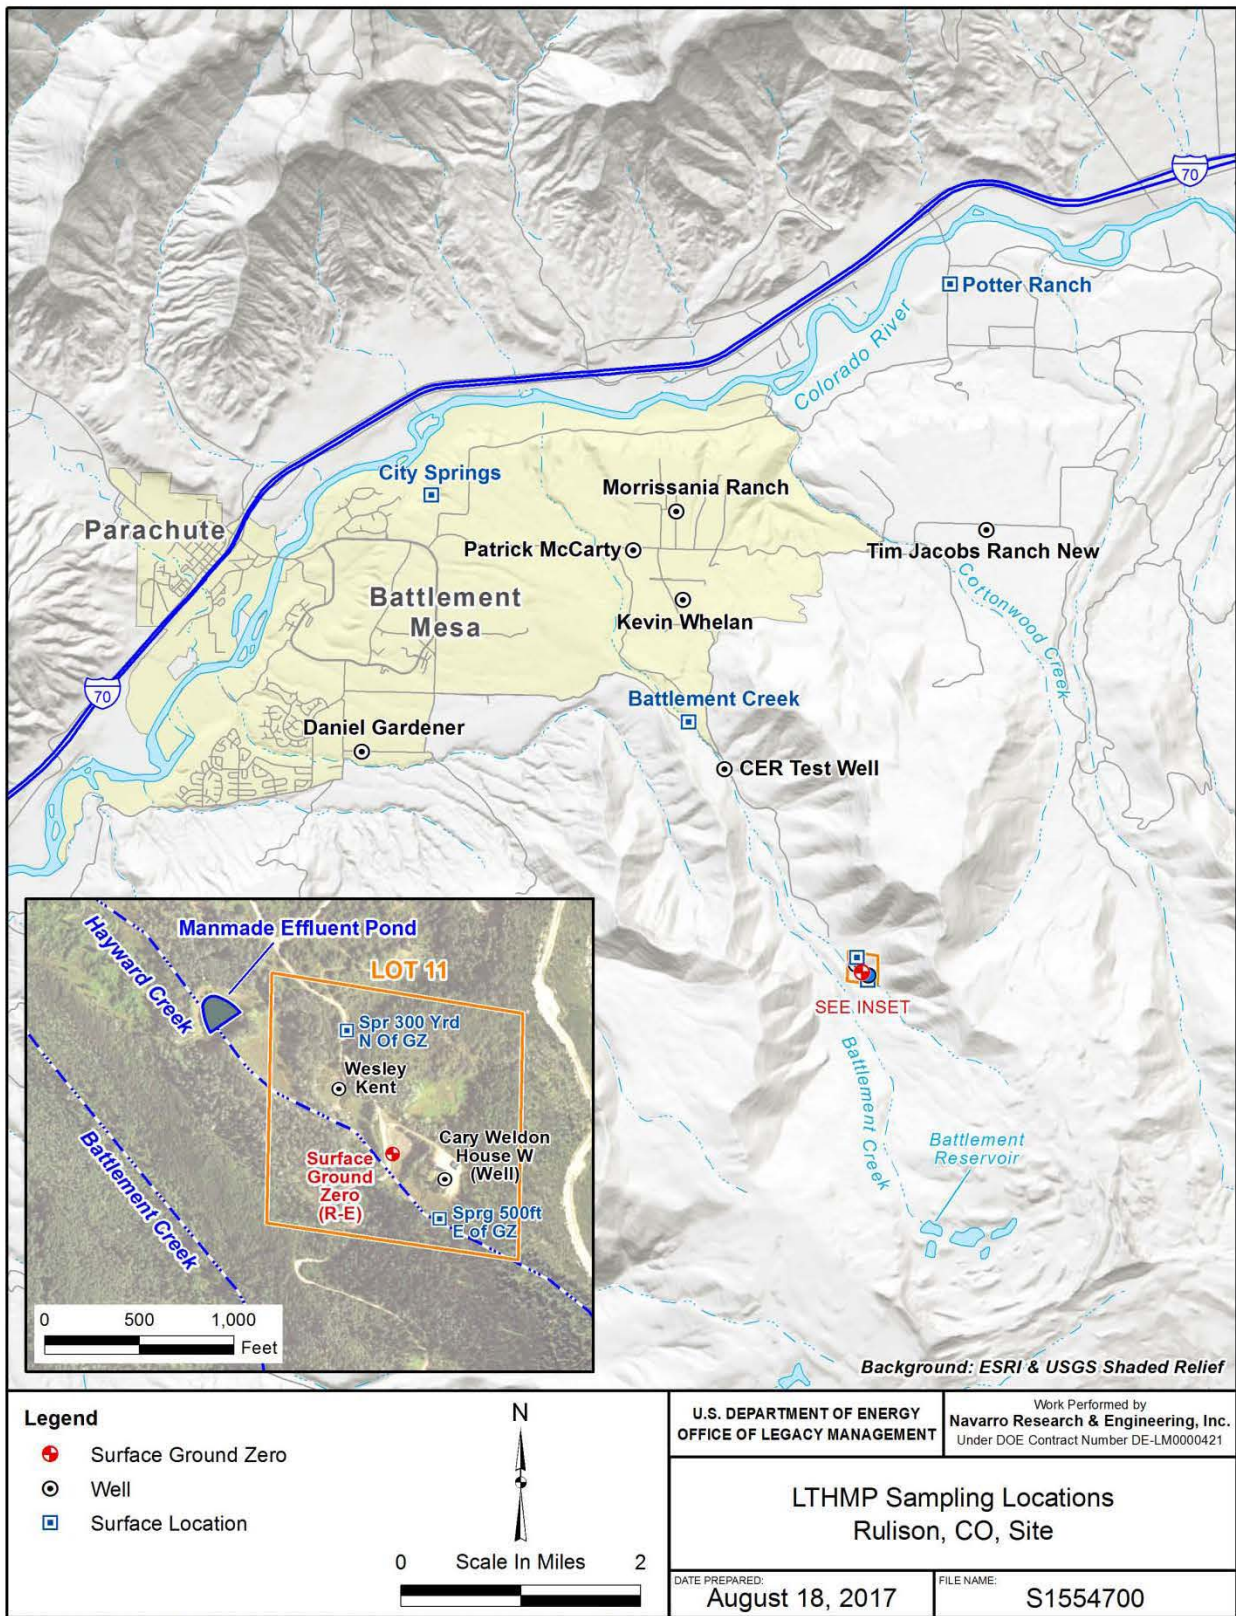 70
Potter Ranch
Colorado River
City Springs
Morrissania Ranch
Parachute
Patrick McCarty
Tim Jacobs Ranch New
Battlement
Mesa
Kevin Whelan
Cottonwood Creek
70
Battlement Creek
Daniel Gardener
CER Test Well
SEE INSET
Battlement Creek
Battlement
Reservoir
Manmade Effluent Pond
Hayward Creek
LOT 11
Spr 300 Yrd
N Of GZ
Wesley
Kent
Cary Weldon
House W
(Well)
Surface
Ground
Zero
(R-E)
Sprg 500ft
E of GZ
Battlement Creek
0 500 1,000
Feet
Background: ESRI & USGS Shaded Relief
Legend
Surface Ground Zero
Well
Surface Location
N
0 Scale In Miles 2
U.S. DEPARTMENT OF ENERGY
OFFICE OF LEGACY MANAGEMENT
Work Performed by
Navarro Research & Engineering, Inc.
Under DOE Contract Number DE-LM0000421
LTHMP Sampling Locations
Rulison, CO, Site
DATE PREPARED:
August 18, 2017
FILE NAME:
S1554700